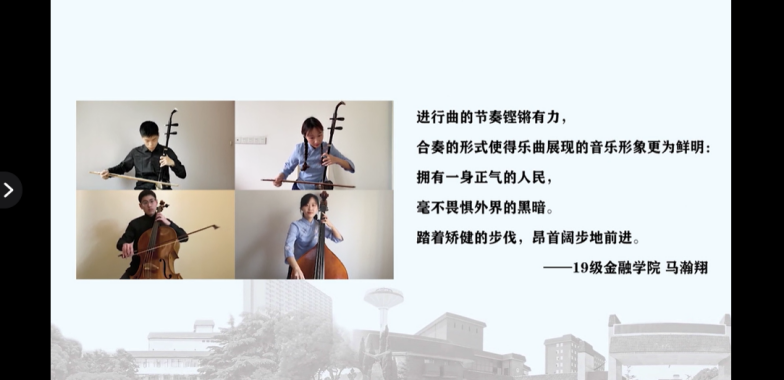 进行曲的节奏铿锵有力，
合奏的形式使得乐曲展现的音乐形象更为鲜明：
拥有一身正气的人民，
毫不畏惧外界的黑暗。
踏着矫健的步伐，昂首阔步地前进。
——19级金融学院 马瀚翔